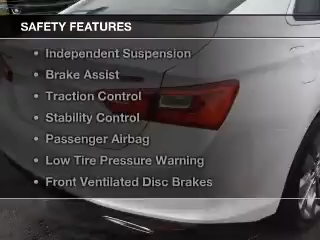 SAFETY FEATURES
• Independent Suspension
• Brake Assist
• Traction Control
• Stability Control
• Passenger Airbag
• Low Tire Pressure Warning
• Front Ventilated Disc Brakes